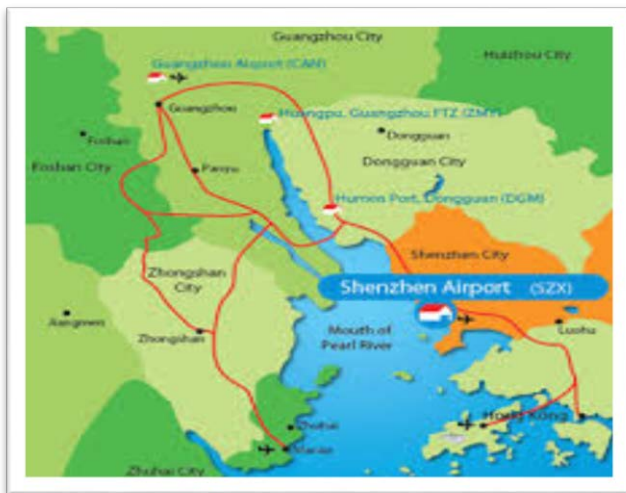 Guangzhou City
Huizhou City
Guangzhou Airport (CAN)
Guangzhou
Huangpu, Guangzhou FTZ (ZMY)
Foshan
Dongguan
Foshan City
Panyu
Dongguan City
Humen Port, Dongguan (DGM)
Shenzhen City
Zhongshan
City
Shenzhen Airport (SZX)
Jiangmen
Zhongshan
Mouth of
Pearl River
Luohu
Hong Kong
Zhuhai
Macau
Zhuhai City